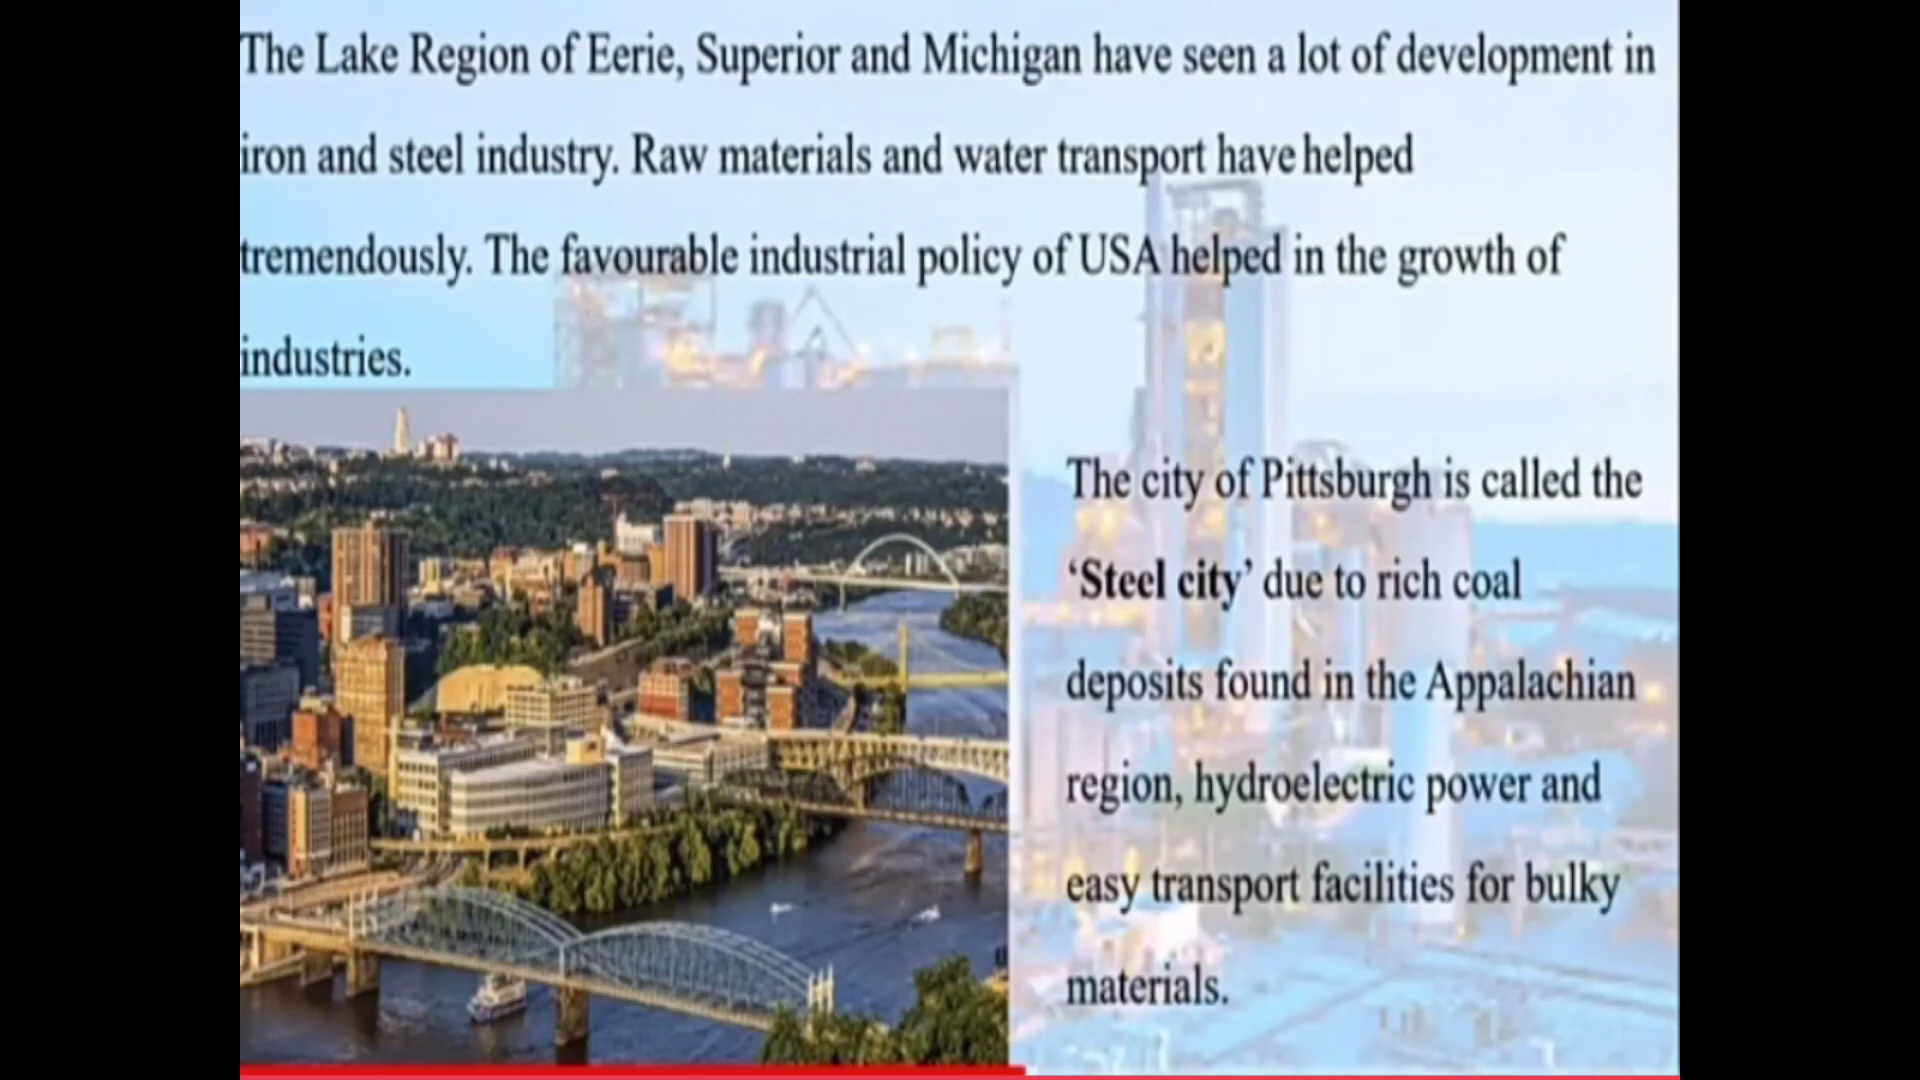 The Lake Region of Eerie, Superior and Michigan have seen a lot of development in
iron and steel industry. Raw materials and water transport have helped
tremendously. The favourable industrial policy of USA helped in the growth of
industries.
The city of Pittsburgh is called the
‘Steel city’ due to rich coal
deposits found in the Appalachian
region, hydroelectric power and
easy transport facilities for bulky
materials.